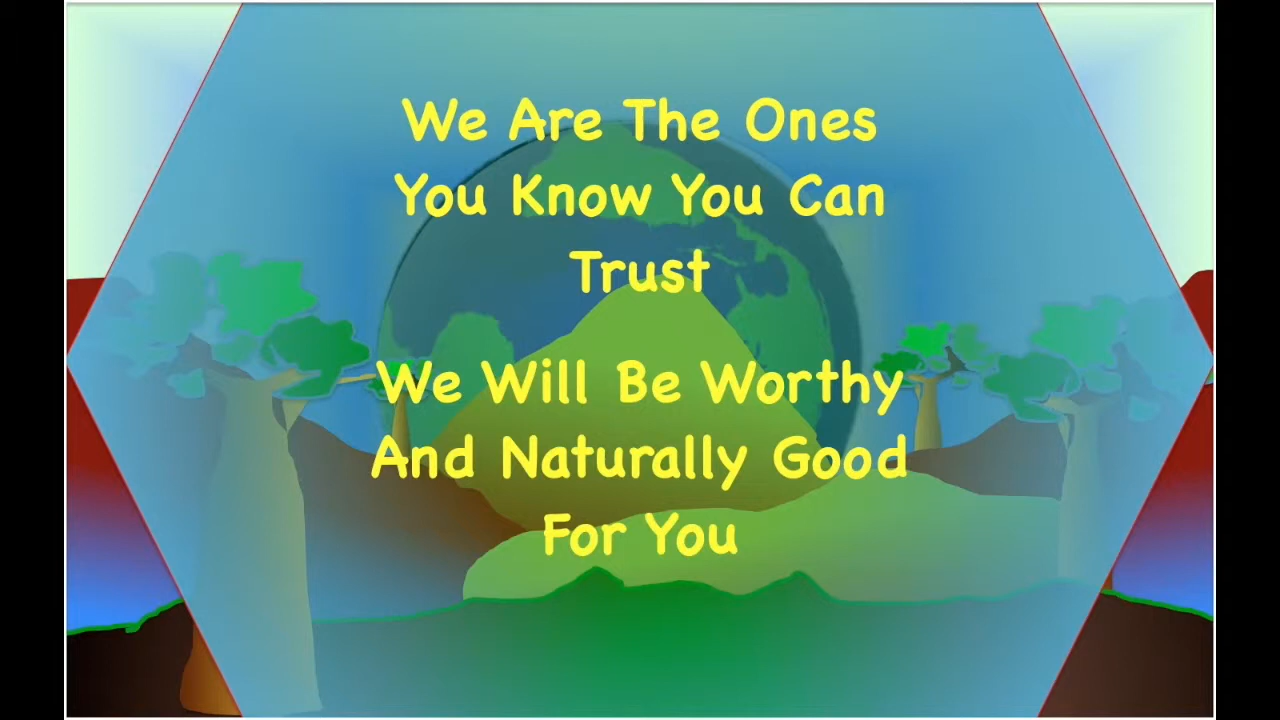 We Are The Ones
You Know You Can
Trust
We Will Be Worthy
And Naturally Good
For You